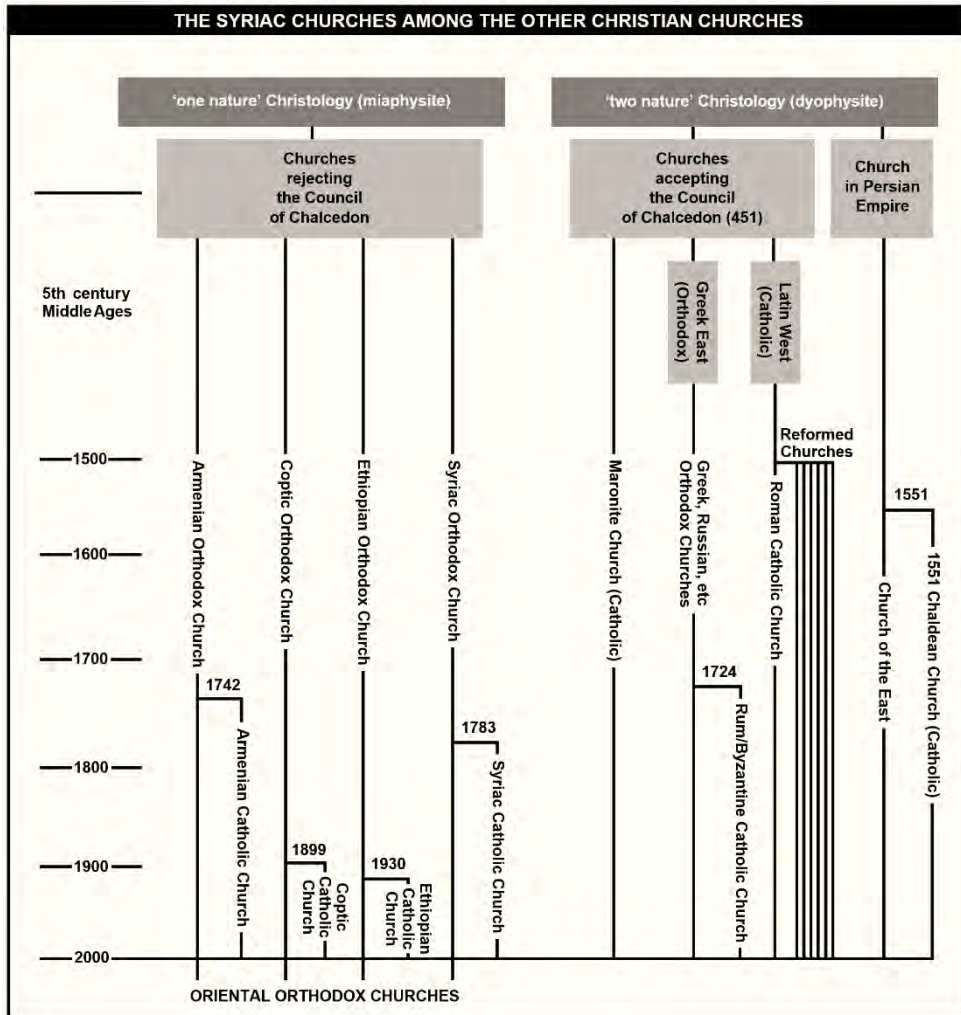 THE SYRIAC CHURCHES AMONG THE OTHER CHRISTIAN CHURCHES
‘one nature’ Christology (miaphysite)
‘two nature’ Christology (dyophysite)
Churches
rejecting
the Council
of Chalcedon
Churches
accepting
the Council
of Chalcedon (451)
Church
in Persian
Empire
5th century
Middle Ages
Greek East
(Orthodox)
Latin West
(Catholic)
Reformed
Churches
1500
1600
1700
1800
1900
2000
Armenian Orthodox Church
1742
Armenian Catholic Church
Coptic Orthodox Church
1899
Coptic
Catholic
Church
Ethiopian Orthodox Church
1930
Ethiopian
Catholic
Church
Syriac Orthodox Church
1783
Syriac Catholic Church
Maronite Church (Catholic)
Greek, Russian, etc
Orthodox Churches
1724
Rum/Byzantine Catholic Church
Roman Catholic Church
Church of the East
1551
1551 Chaldean Church (Catholic)
ORIENTAL ORTHODOX CHURCHES